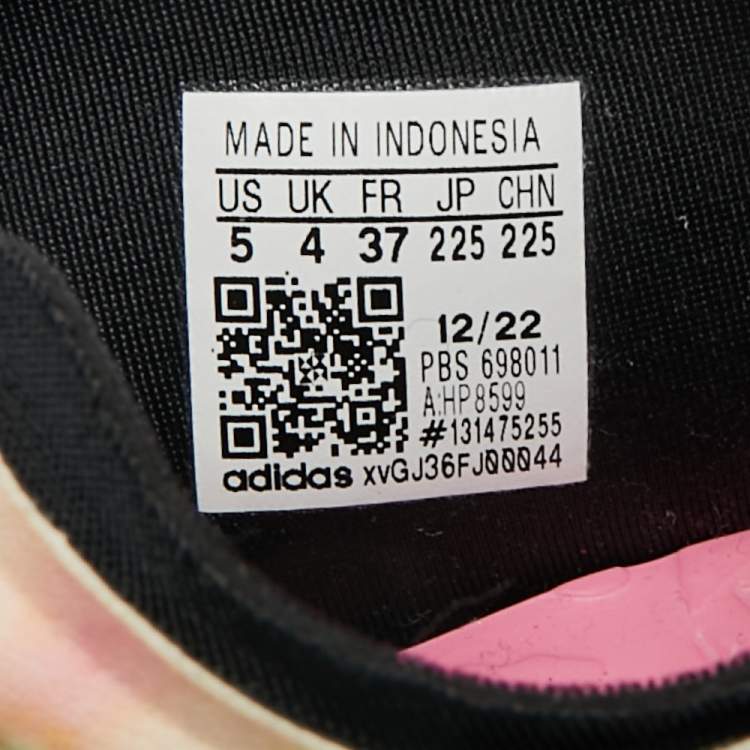 MADE IN INDONESIA
US UK FR JP CHN
5 4 37 225 225
12/22
PBS 698011
A:HP8599
#131475255
adidas xvGJ36FJ00044